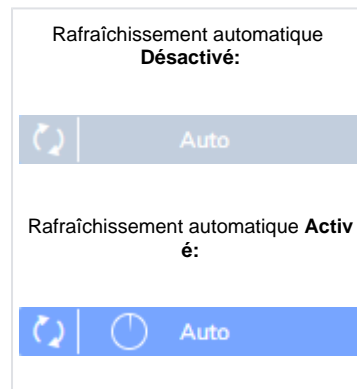 Rafraîchissement automatique
Désactivé:
Auto
Rafraîchissement automatique Activ
é:
Auto